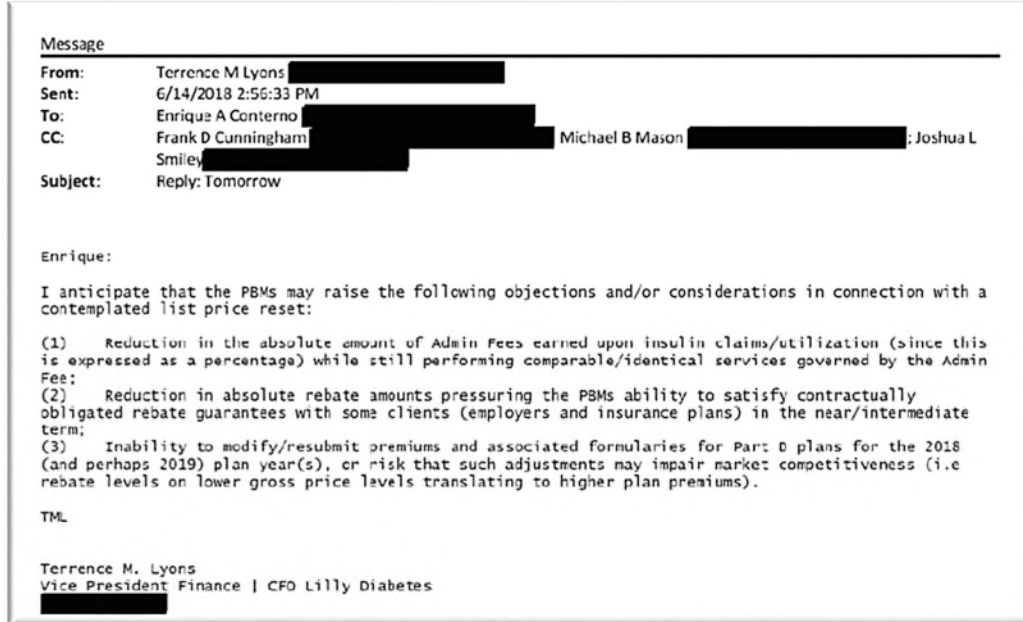 Message
From: Terrence M Lyons
Sent: 6/14/2018 2:56:33 PM
To: Enrique A Conterno
CC: Frank D Cunningham Michael B Mason ; Joshua L
Smiley
Subject: Reply: Tomorrow
Enrique:
I anticipate that the PBMs may raise the following objections and/or considerations in connection with a
contemplated list price reset:
(1) Reduction in the absolute amount of Admin Fees earned upon insulin claims/utilization (since this
is expressed as a percentage) while still performing comparable/identical services governed by the Admin
Fee;
(2) Reduction in absolute rebate amounts pressuring the PBMs ability to satisfy contractually
obligated rebate guarantees with some clients (employers and insurance plans) in the near/intermediate
term;
(3) Inability to modify/resubmit premiums and associated formularies for Part D plans for the 2018
(and perhaps 2019) plan year(s), or risk that such adjustments may impair market competitiveness (i.e
rebate levels on lower gross price levels translating to higher plan premiums).
TML
Terrence M. Lyons
Vice President Finance | CFO Lilly Diabetes